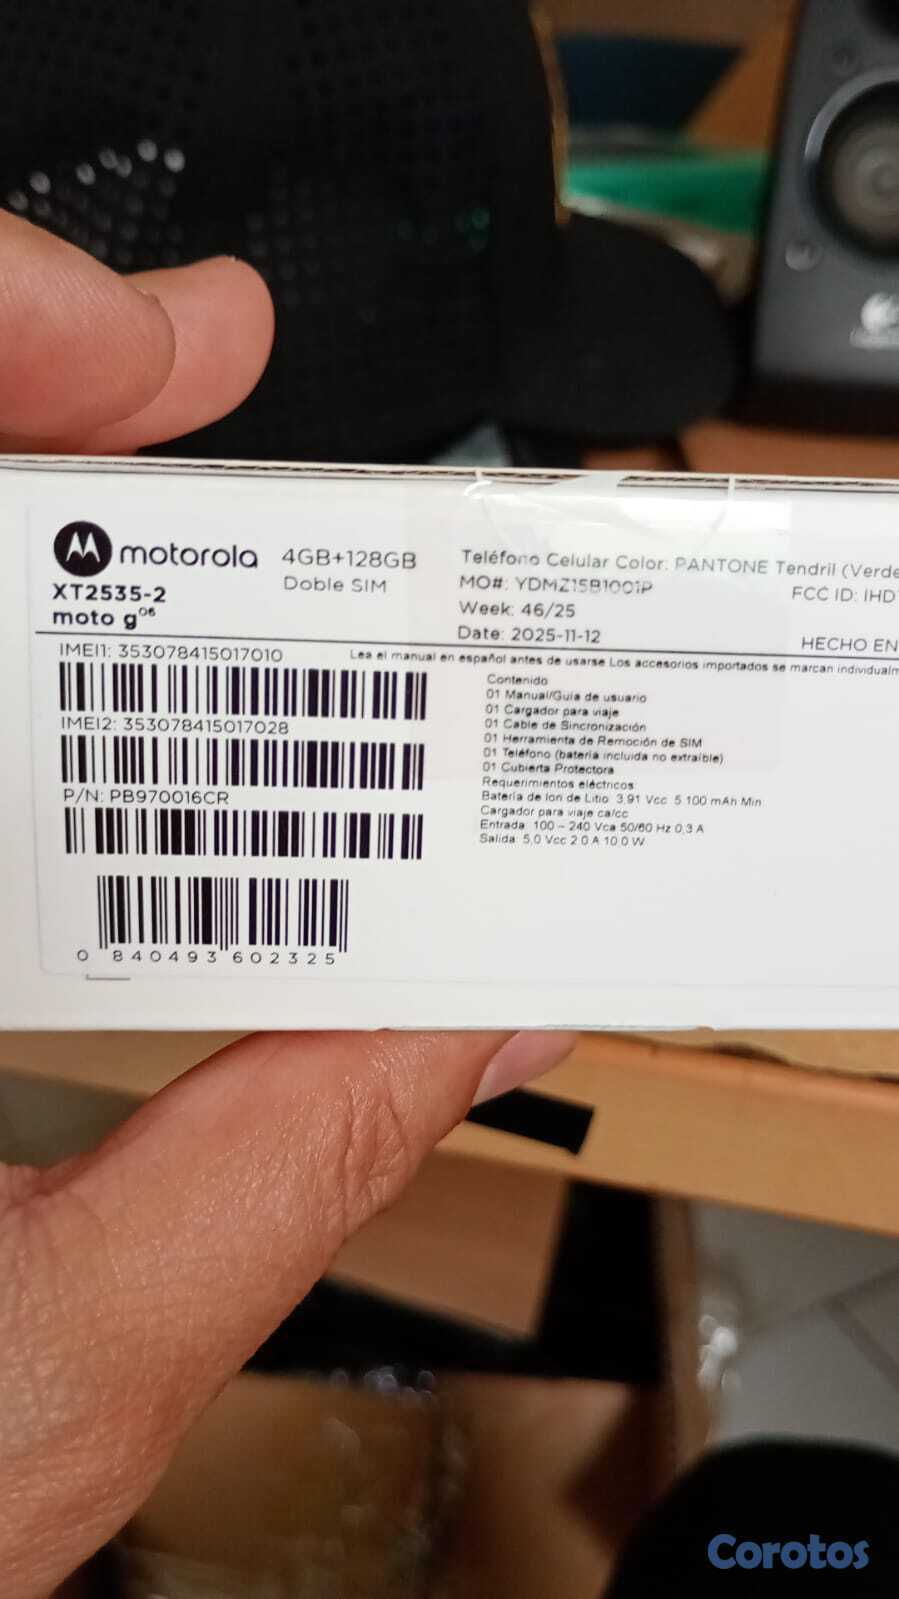 motorola 4GB+128GB
Doble SIM
XT2535-2
moto g06
Teléfono Celular Color: PANTONE Tendril (Verde
MO#: YDMZ15B1001P
FCC ID: IHD
Week: 46/25
Date: 2025-11-12
HECHO EN
IMEI1: 353078415017010
Lea el manual en español antes de usarse Los accesorios importados se marcan individualm
IMEI2: 353078415017028
P/N: PB970016CR
0 840493 602325
Contenido
01 Manual/Guía de usuario
01 Cargador para viaje
01 Cable de Sincronización
01 Herramienta de Remoción de SIM
01 Teléfono (batería incluida no extraíble)
01 Cubierta Protectora
Requerimientos eléctricos
Batería de Ion de Litio: 3,91 Vcc 5 100 mAh Min
Cargador para viaje ca/cc
Entrada: 100 – 240 Vca 50/60 Hz 0,3 A
Salida: 5,0 Vcc 2.0 A 10.0 W
Corotos